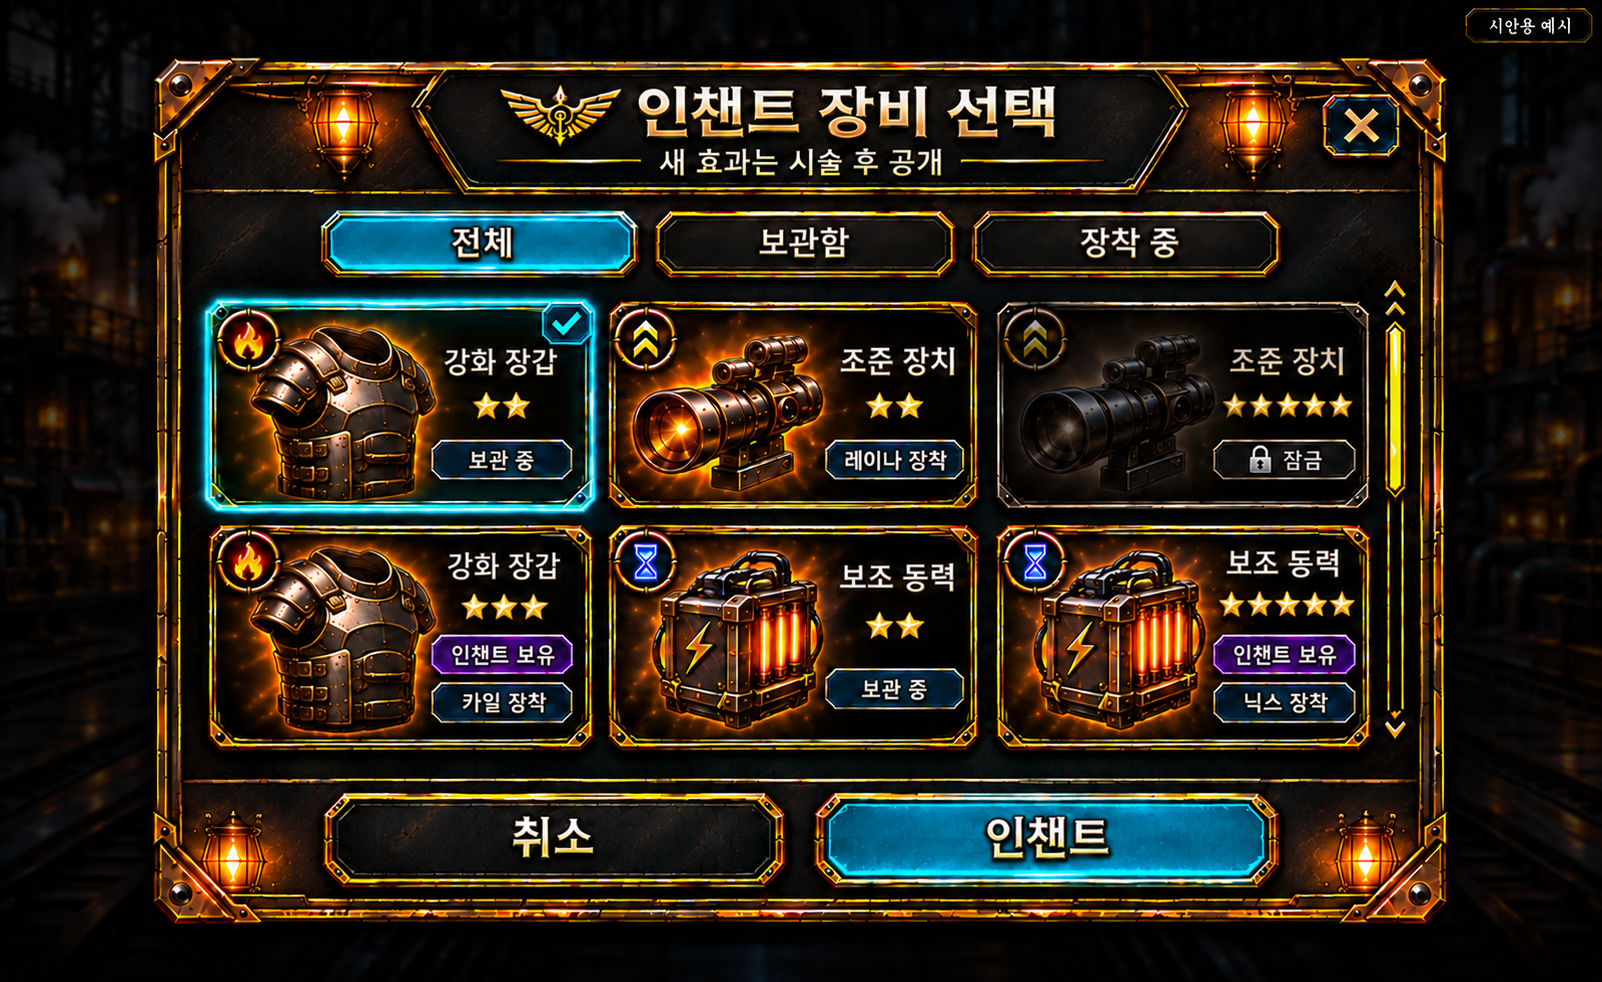 시안용 예시
인챈트 장비 선택
새 효과는 시술 후 공개
전체
보관함
장착 중
강화 장갑
보관 중
조준 장치
레이나 장착
조준 장치
잠금
강화 장갑
인챈트 보유
카일 장착
보조 동력
보관 중
보조 동력
인챈트 보유
닉스 장착
취소
인챈트